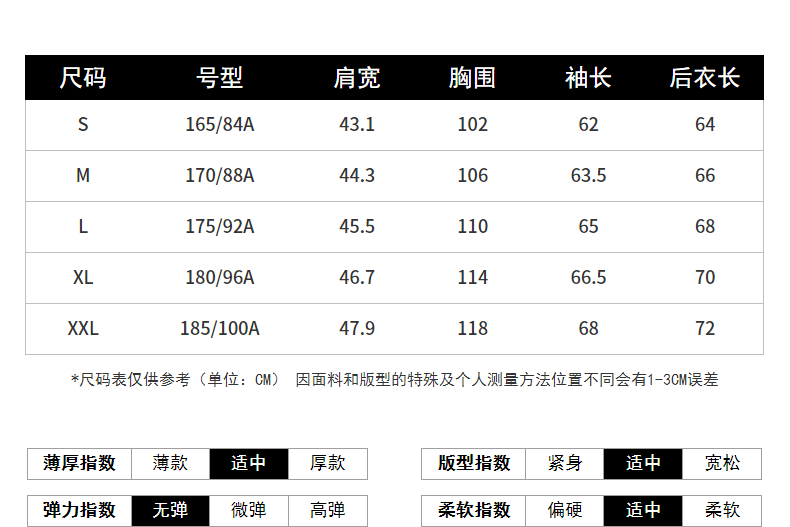 尺码 号型 肩宽 胸围 袖长 后衣长
S 165/84A 43.1 102 62 64
M 170/88A 44.3 106 63.5 66
L 175/92A 45.5 110 65 68
XL 180/96A 46.7 114 66.5 70
XXL 185/100A 47.9 118 68 72
*尺码表仅供参考（单位：CM） 因面料和版型的特殊及个人测量方法位置不同会有1-3CM误差
薄厚指数 薄款 适中 厚款 版型指数 紧身 适中 宽松
弹力指数 无弹 微弹 高弹 柔软指数 偏硬 适中 柔软